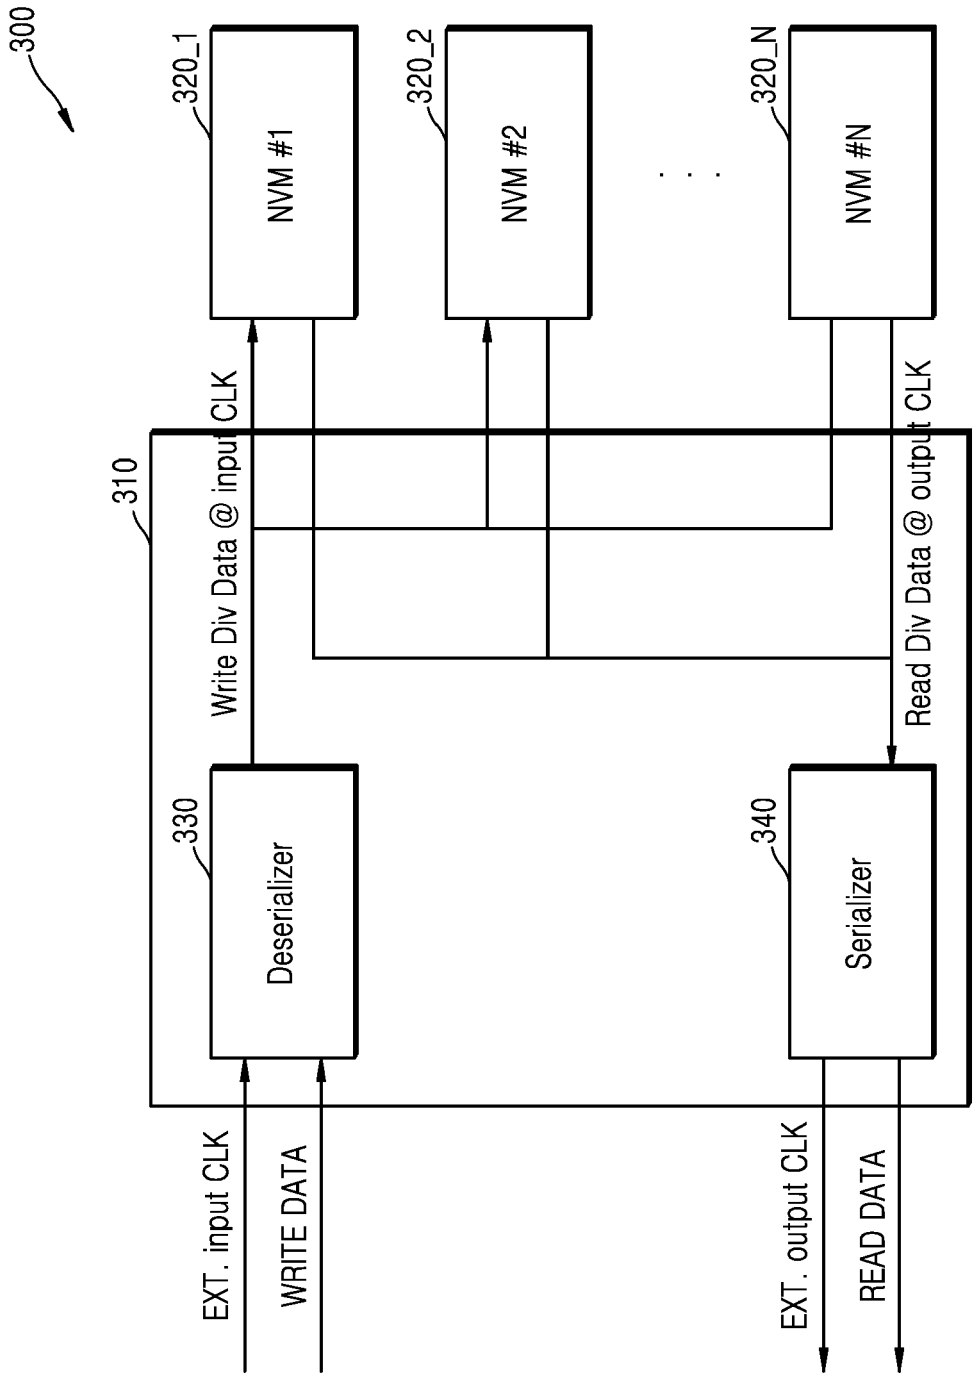 300
EXT. input CLK
WRITE DATA
310
330
Deserializer
Write Div Data @ input CLK
320_1
NVM #1
320_2
NVM #2
. . .
320_N
NVM #N
Read Div Data @ output CLK
340
Serializer
EXT. output CLK
READ DATA